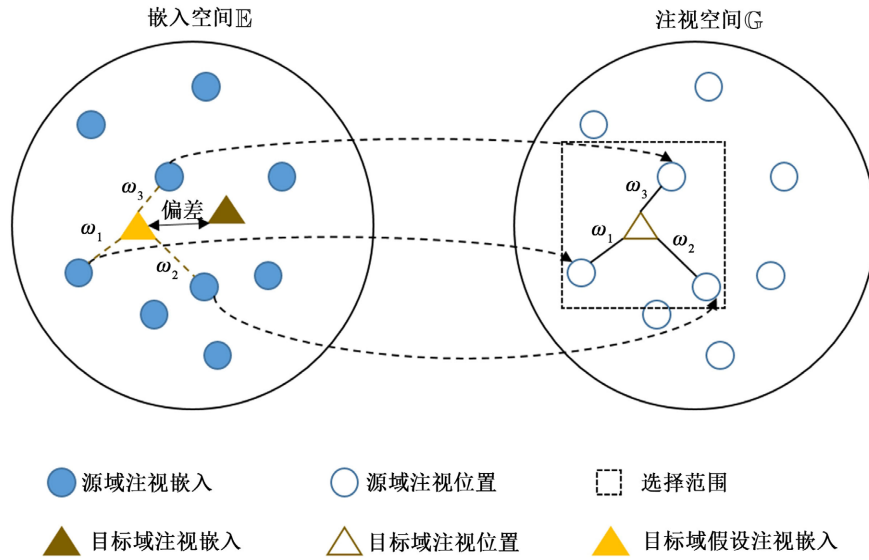 嵌入空间𝔼
注视空间𝔾
ω₃
偏差
ω₁
ω₂
ω₃
ω₁
ω₂
源域注视嵌入
源域注视位置
选择范围
目标域注视嵌入
目标域注视位置
目标域假设注视嵌入